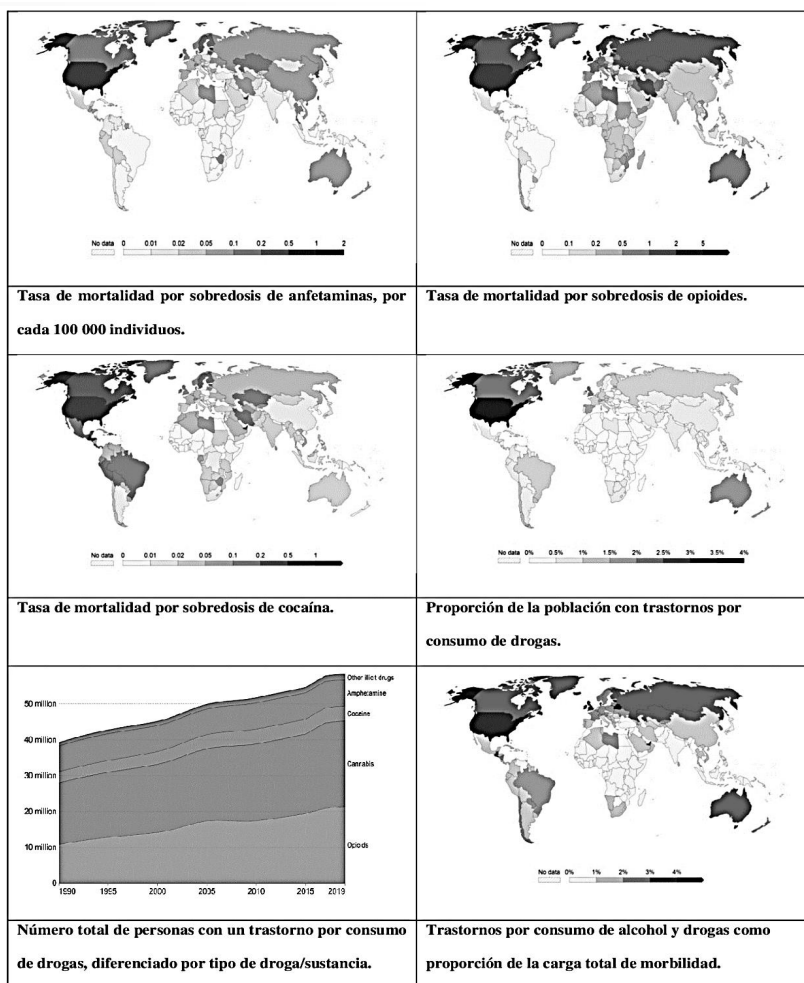 No data 0 0.01 0.02 0.05 0.1 0.2 0.5 1 2
No data 0 0.1 0.2 0.5 1 2 5
Tasa de mortalidad por sobredosis de anfetaminas, por
cada 100 000 individuos.
Tasa de mortalidad por sobredosis de opioides.
No data 0 0.01 0.02 0.05 0.1 0.2 0.5 1
No data 0% 0.5% 1% 1.5% 2% 2.5% 3% 3.5% 4%
Tasa de mortalidad por sobredosis de cocaína.
Proporción de la población con trastornos por
consumo de drogas.
Other illicit drugs
Amphetamine
50 million
Cocaine
40 million
Cannabis
30 million
20 million
10 million
Opioids
0
1990 1995 2000 2005 2010 2015 2019
No data 0% 1% 2% 3% 4%
Número total de personas con un trastorno por consumo
de drogas, diferenciado por tipo de droga/sustancia.
Trastornos por consumo de alcohol y drogas como
proporción de la carga total de morbilidad.